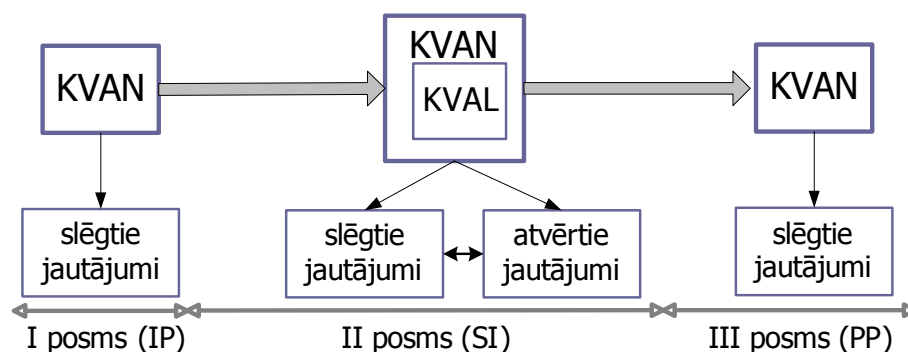 KVAN
KVAN
KVAL
KVAN
slēgtie
jautājumi
slēgtie
jautājumi
atvērtie
jautājumi
slēgtie
jautājumi
I posms (IP)
II posms (SI)
III posms (PP)